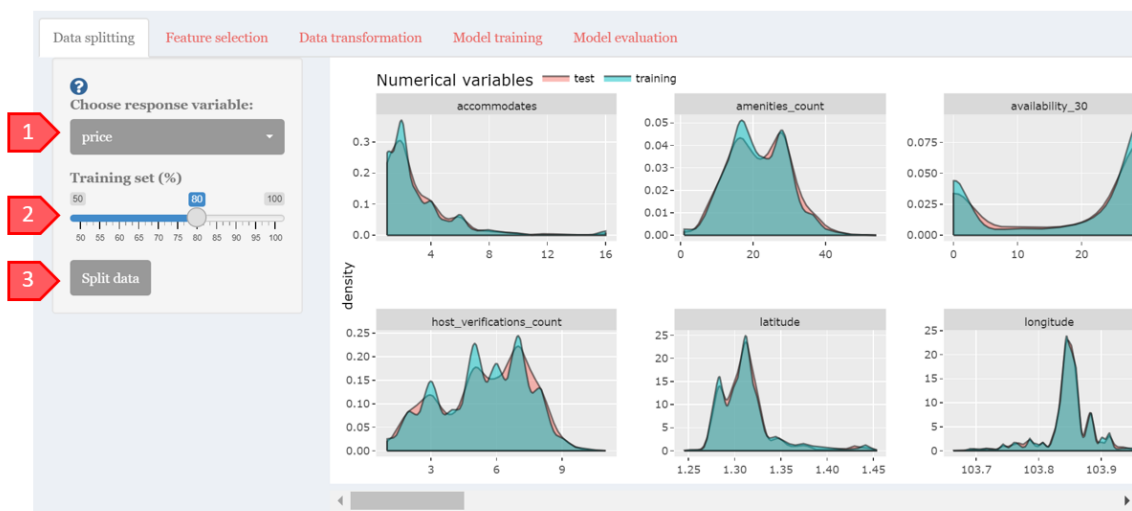 Data splitting Feature selection Data transformation Model training Model evaluation
?
Choose response variable:
1
price
Training set (%)
50 80 100
2
50 55 60 65 70 75 80 85 90 95 100
3
Split data
Numerical variables test training
accommodates amenities_count availability_30
0.3
0.2
0.1
0.0
4 8 12 16
0.05
0.04
0.03
0.02
0.01
0.00
0 20 40
0.075
0.050
0.025
0.000
0 10 20
density
host_verifications_count latitude longitude
0.25
0.20
0.15
0.10
0.05
0.00
3 6 9
25
20
15
10
5
0
1.25 1.30 1.35 1.40 1.45
25
20
15
10
5
0
103.7 103.8 103.9